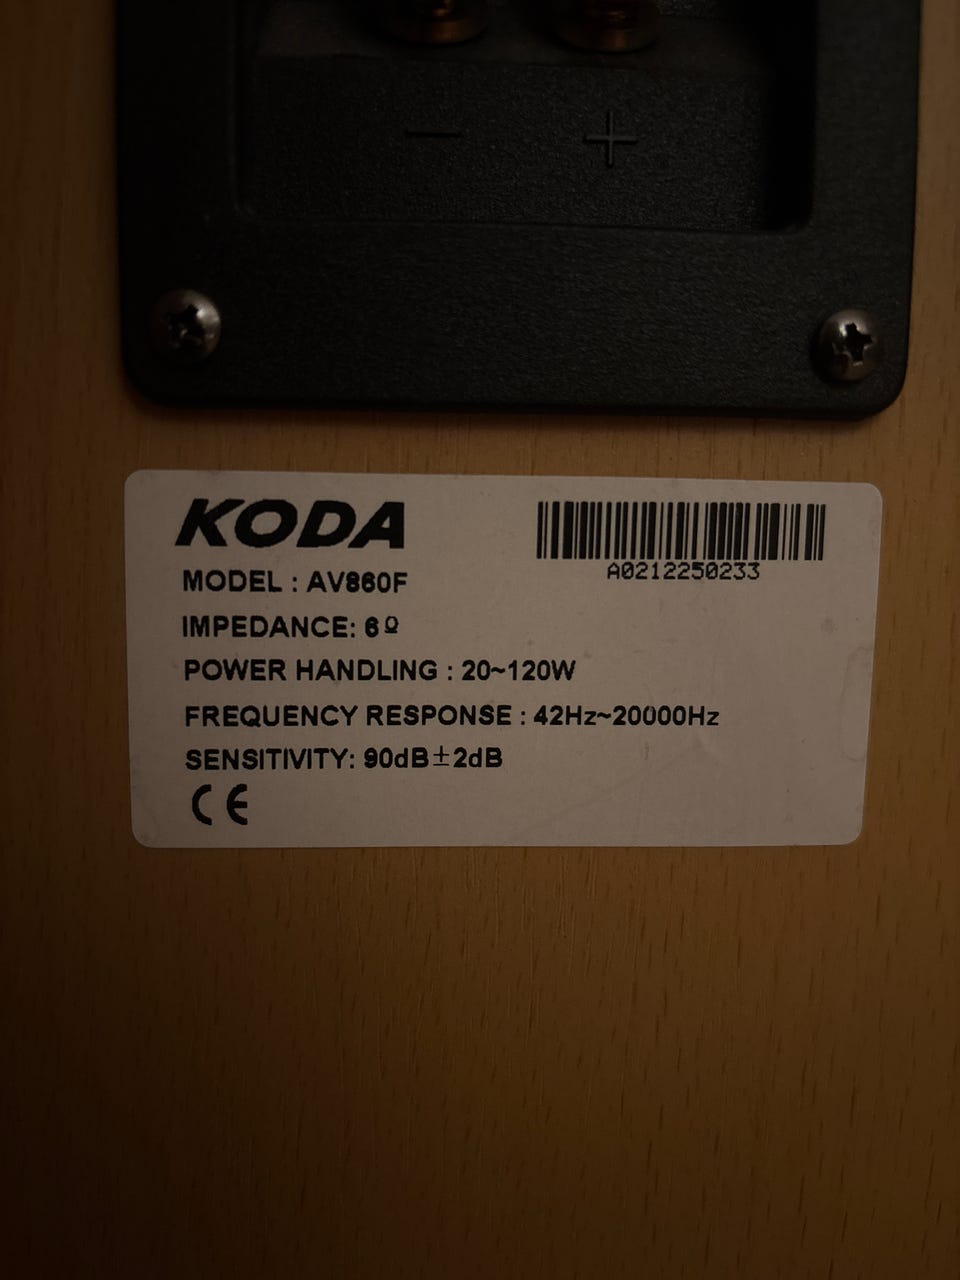 − +
KODA
A0212250233
MODEL : AV860F
IMPEDANCE: 6Ω
POWER HANDLING : 20~120W
FREQUENCY RESPONSE : 42Hz~20000Hz
SENSITIVITY: 90dB±2dB
CE